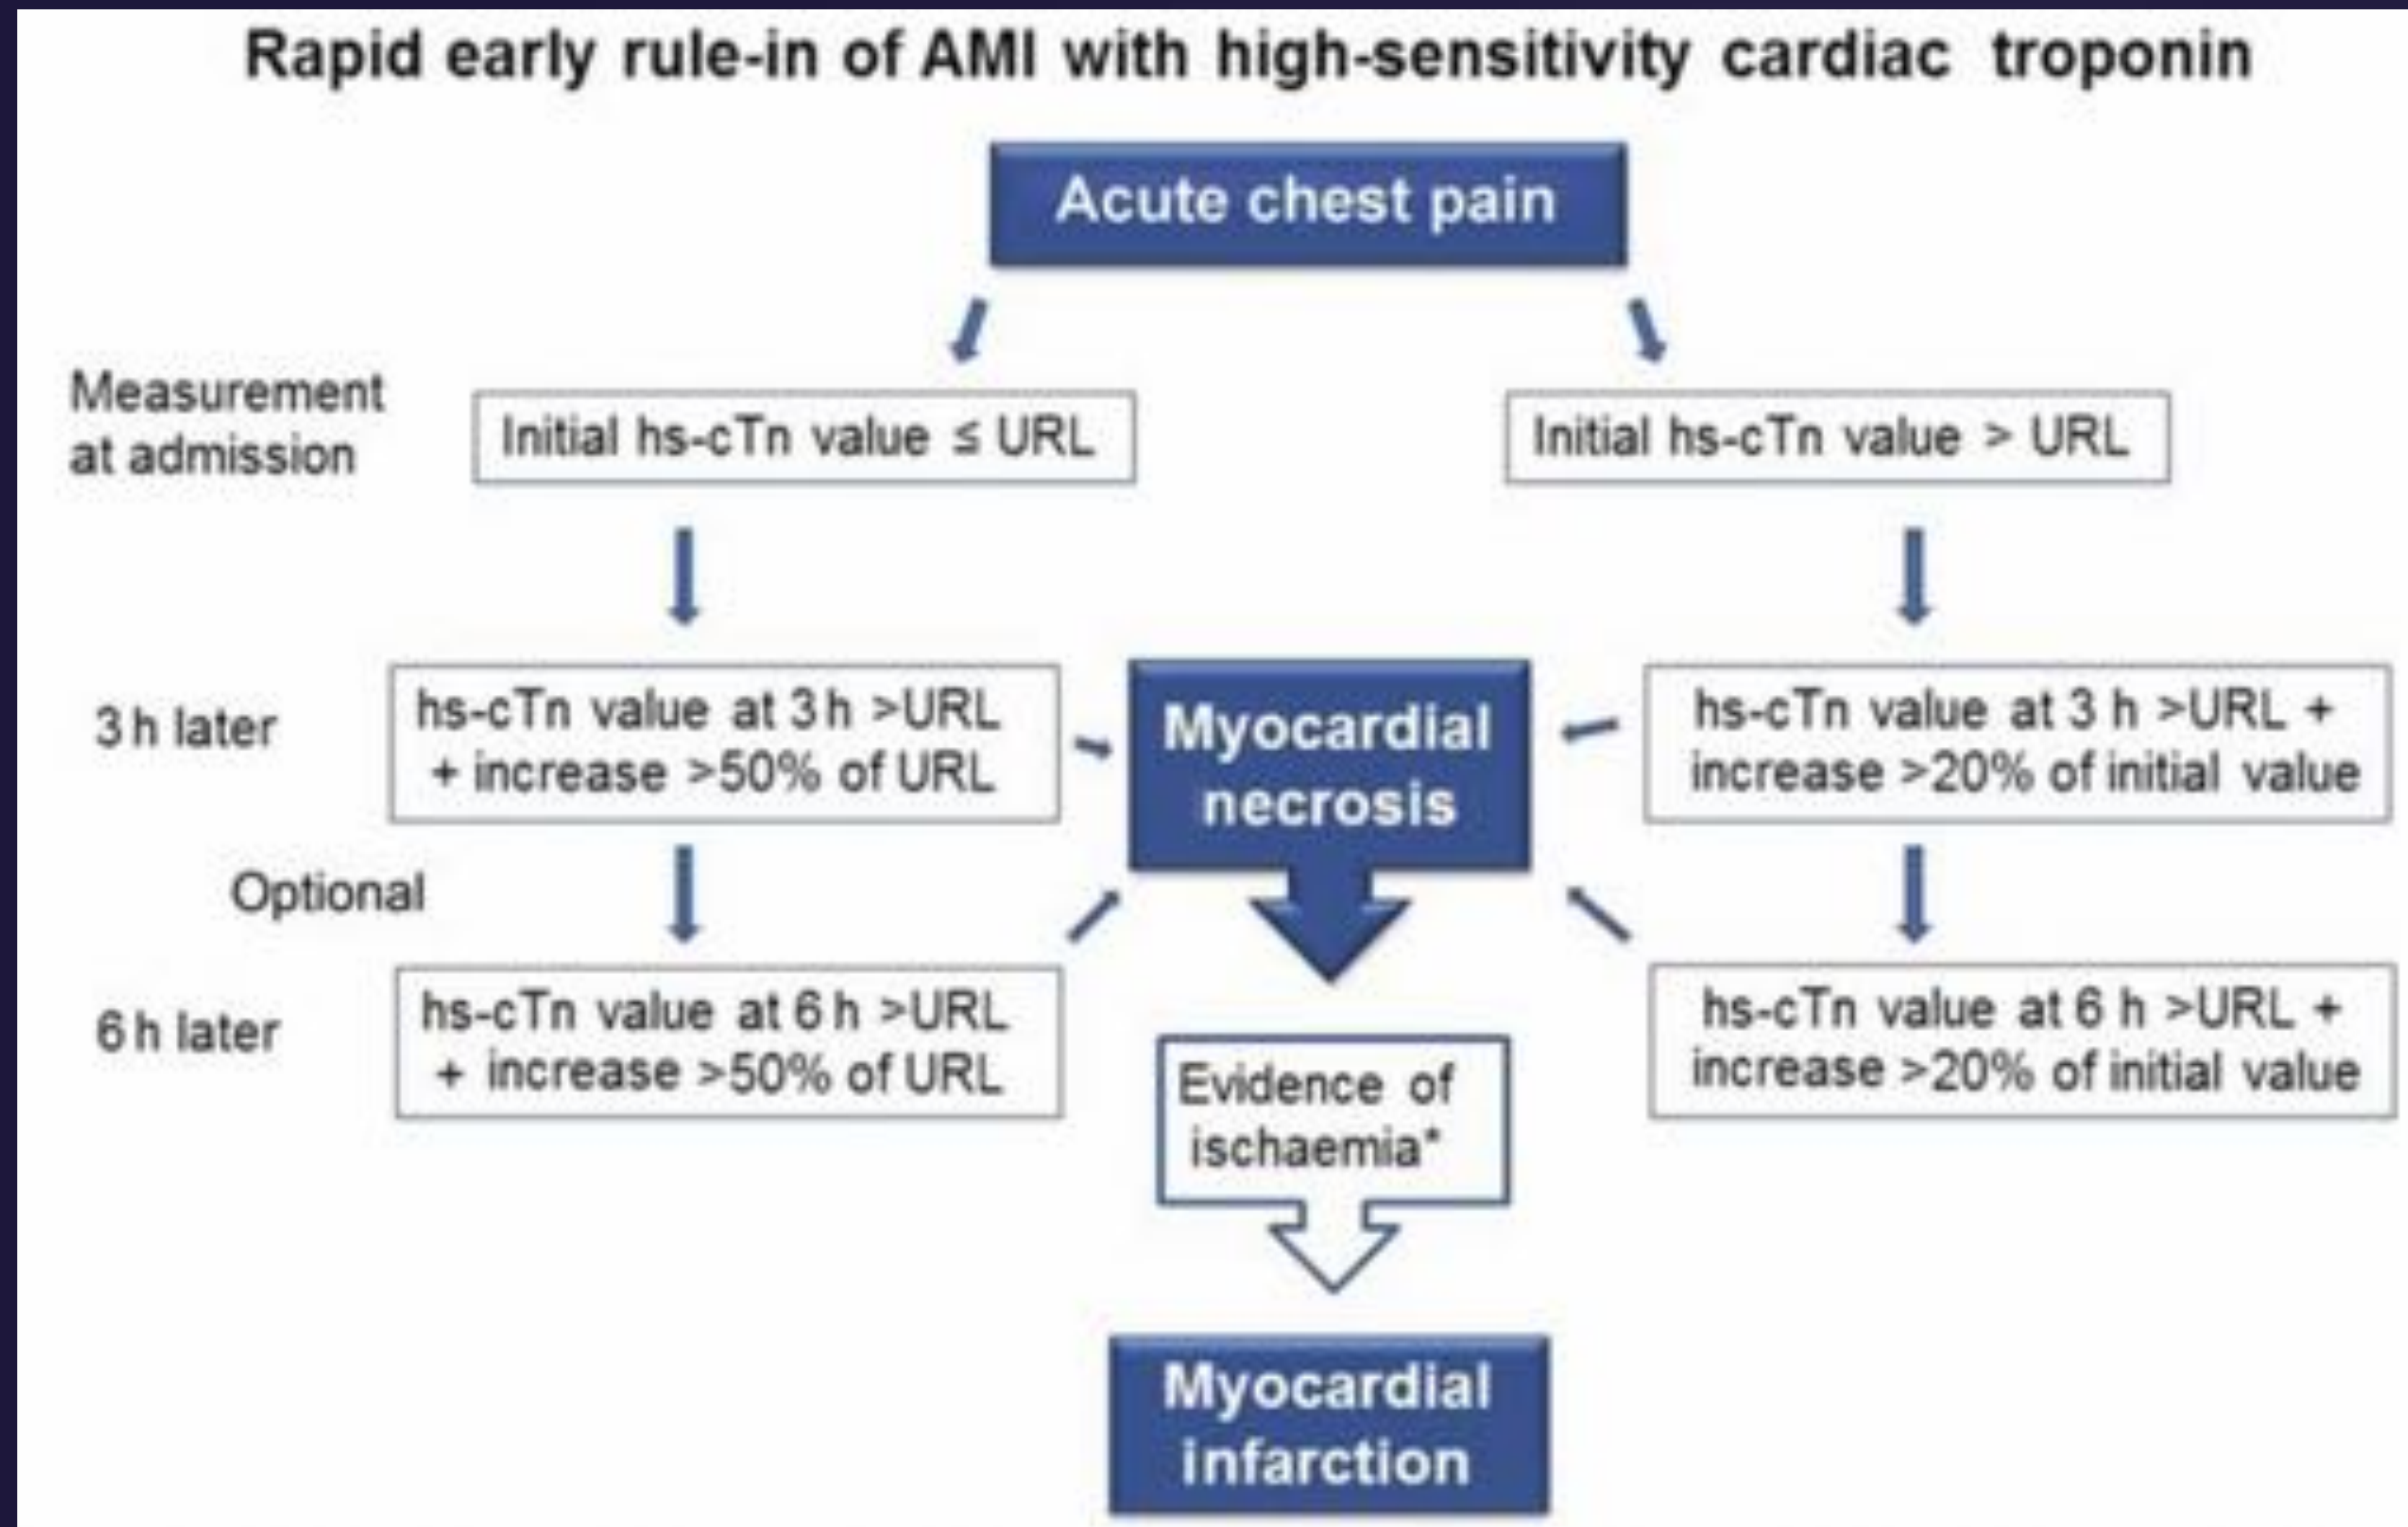 Rapid early rule-in of AMI with high-sensitivity cardiac troponin
Acute chest pain
Measurement
at admission
Initial hs-cTn value ≤ URL
Initial hs-cTn value > URL
3 h later
hs-cTn value at 3 h >URL
+ increase >50% of URL
Myocardial
necrosis
hs-cTn value at 3 h >URL +
increase >20% of initial value
Optional
6 h later
hs-cTn value at 6 h >URL
+ increase >50% of URL
hs-cTn value at 6 h >URL +
increase >20% of initial value
Evidence of
ischaemia*
Myocardial
infarction